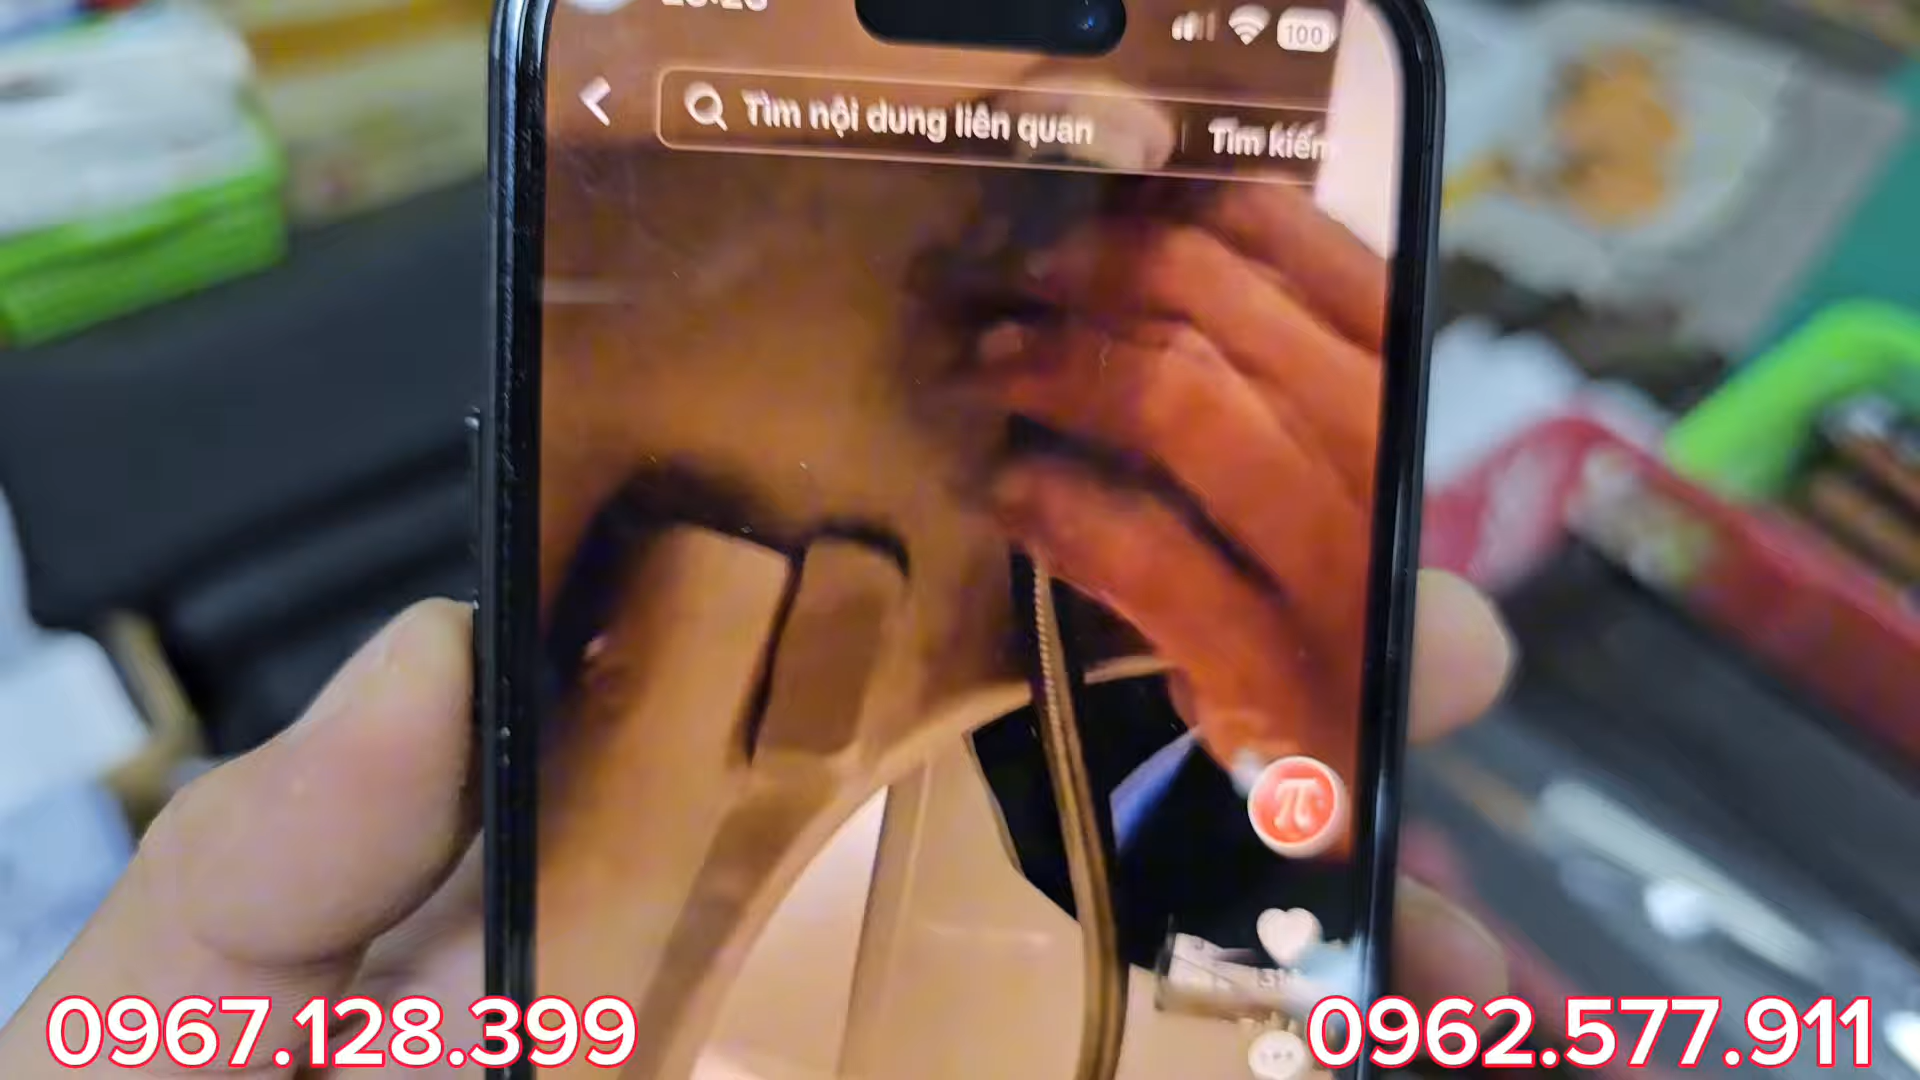 100
Tìm nội dung liên quan
Tìm kiếm
π
0967.128.399
0962.577.911